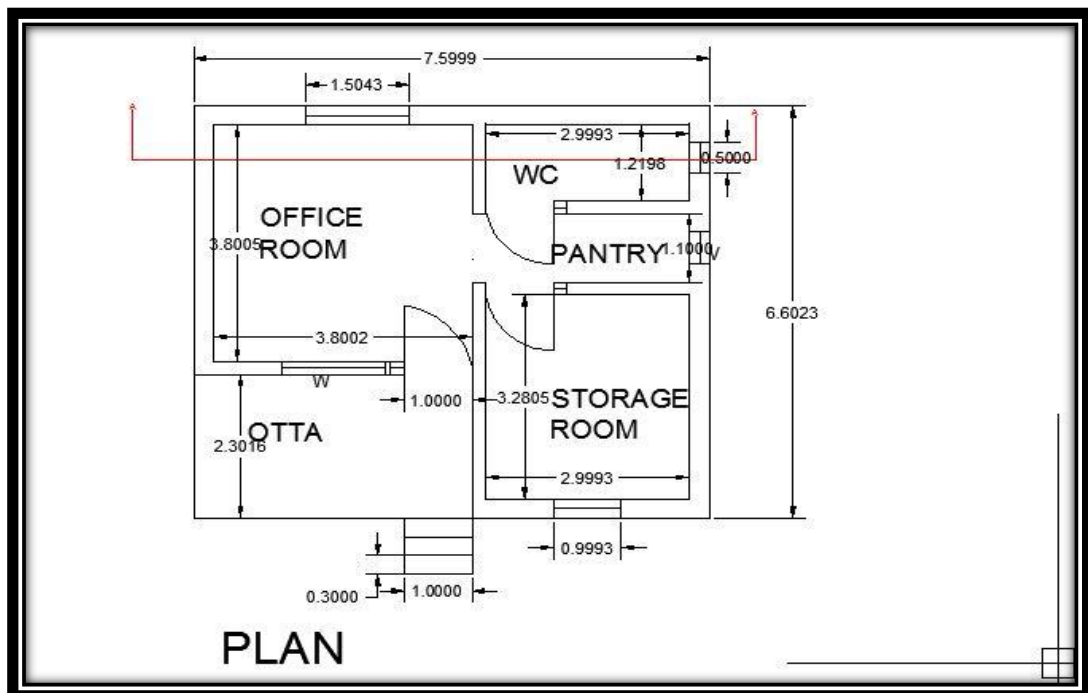 7.5999
1.5043
A
A
2.9993
0.5000
1.2198
WC
OFFICE
ROOM
3.8005
PANTRY
1.1000
V
6.6023
3.8002
W
1.0000
3.2805
STORAGE
ROOM
OTTA
2.3016
2.9993
0.9993
0.3000
1.0000
PLAN